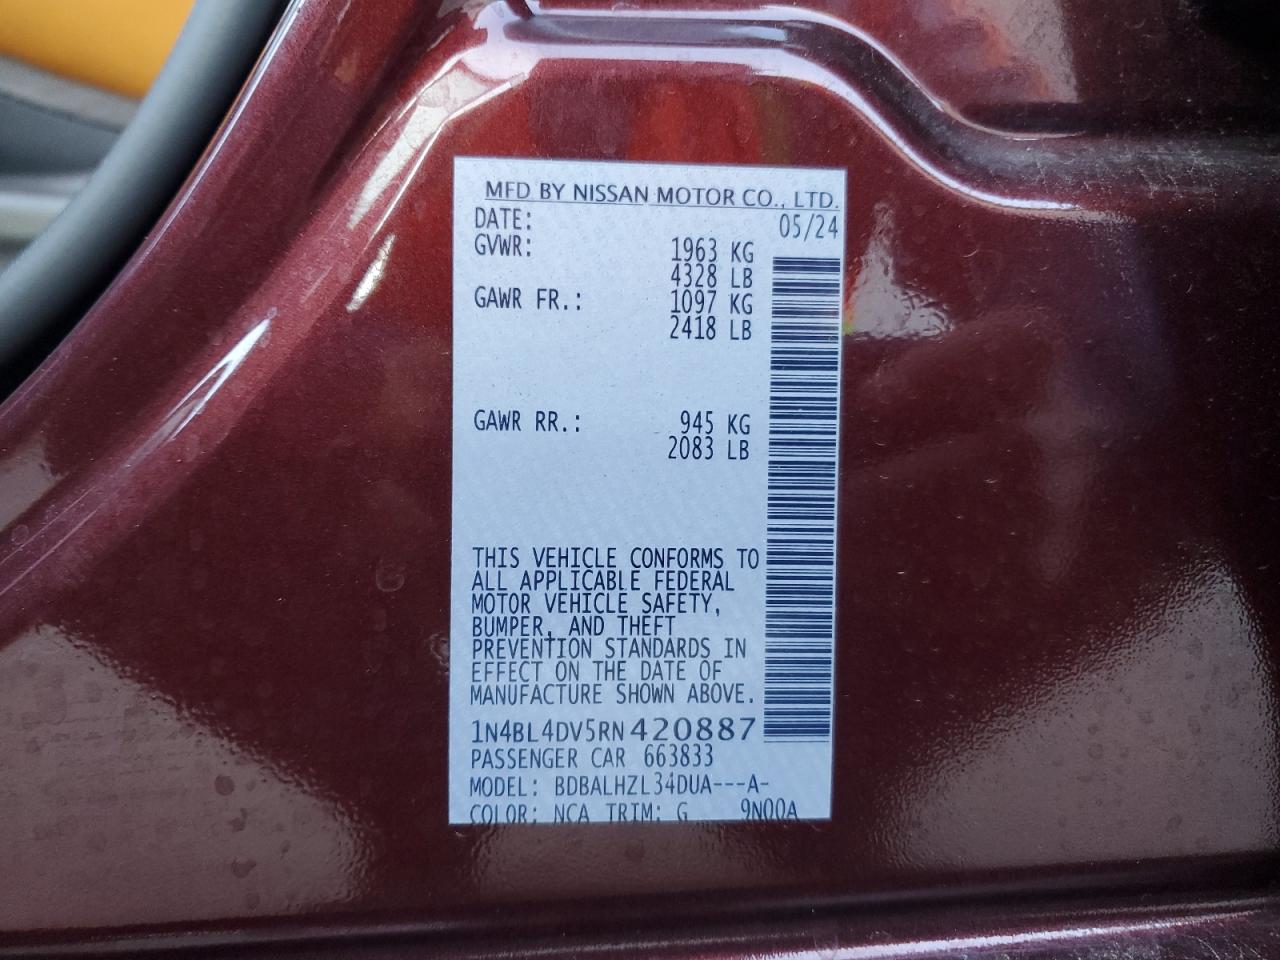 MFD BY NISSAN MOTOR CO., LTD.
DATE: 05/24
GVWR: 1963 KG
4328 LB
GAWR FR.: 1097 KG
2418 LB
GAWR RR.: 945 KG
2083 LB
THIS VEHICLE CONFORMS TO
ALL APPLICABLE FEDERAL
MOTOR VEHICLE SAFETY,
BUMPER, AND THEFT
PREVENTION STANDARDS IN
EFFECT ON THE DATE OF
MANUFACTURE SHOWN ABOVE.
1N4BL4DV5RN420887
PASSENGER CAR 663833
MODEL: BDBALHZL34DUA---A-
COLOR: NCA TRIM: G 9N00A